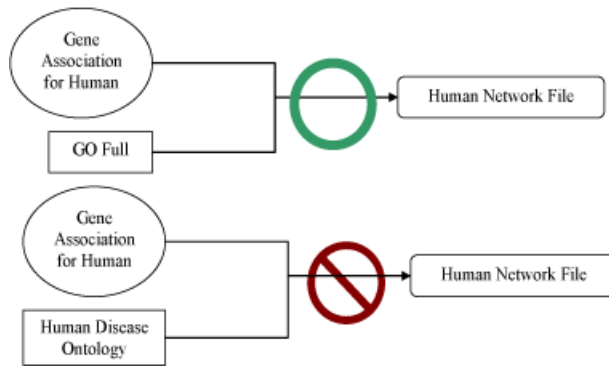 Gene
Association
for Human
Human Network File
GO Full
Gene
Association
for Human
Human Network File
Human Disease
Ontology